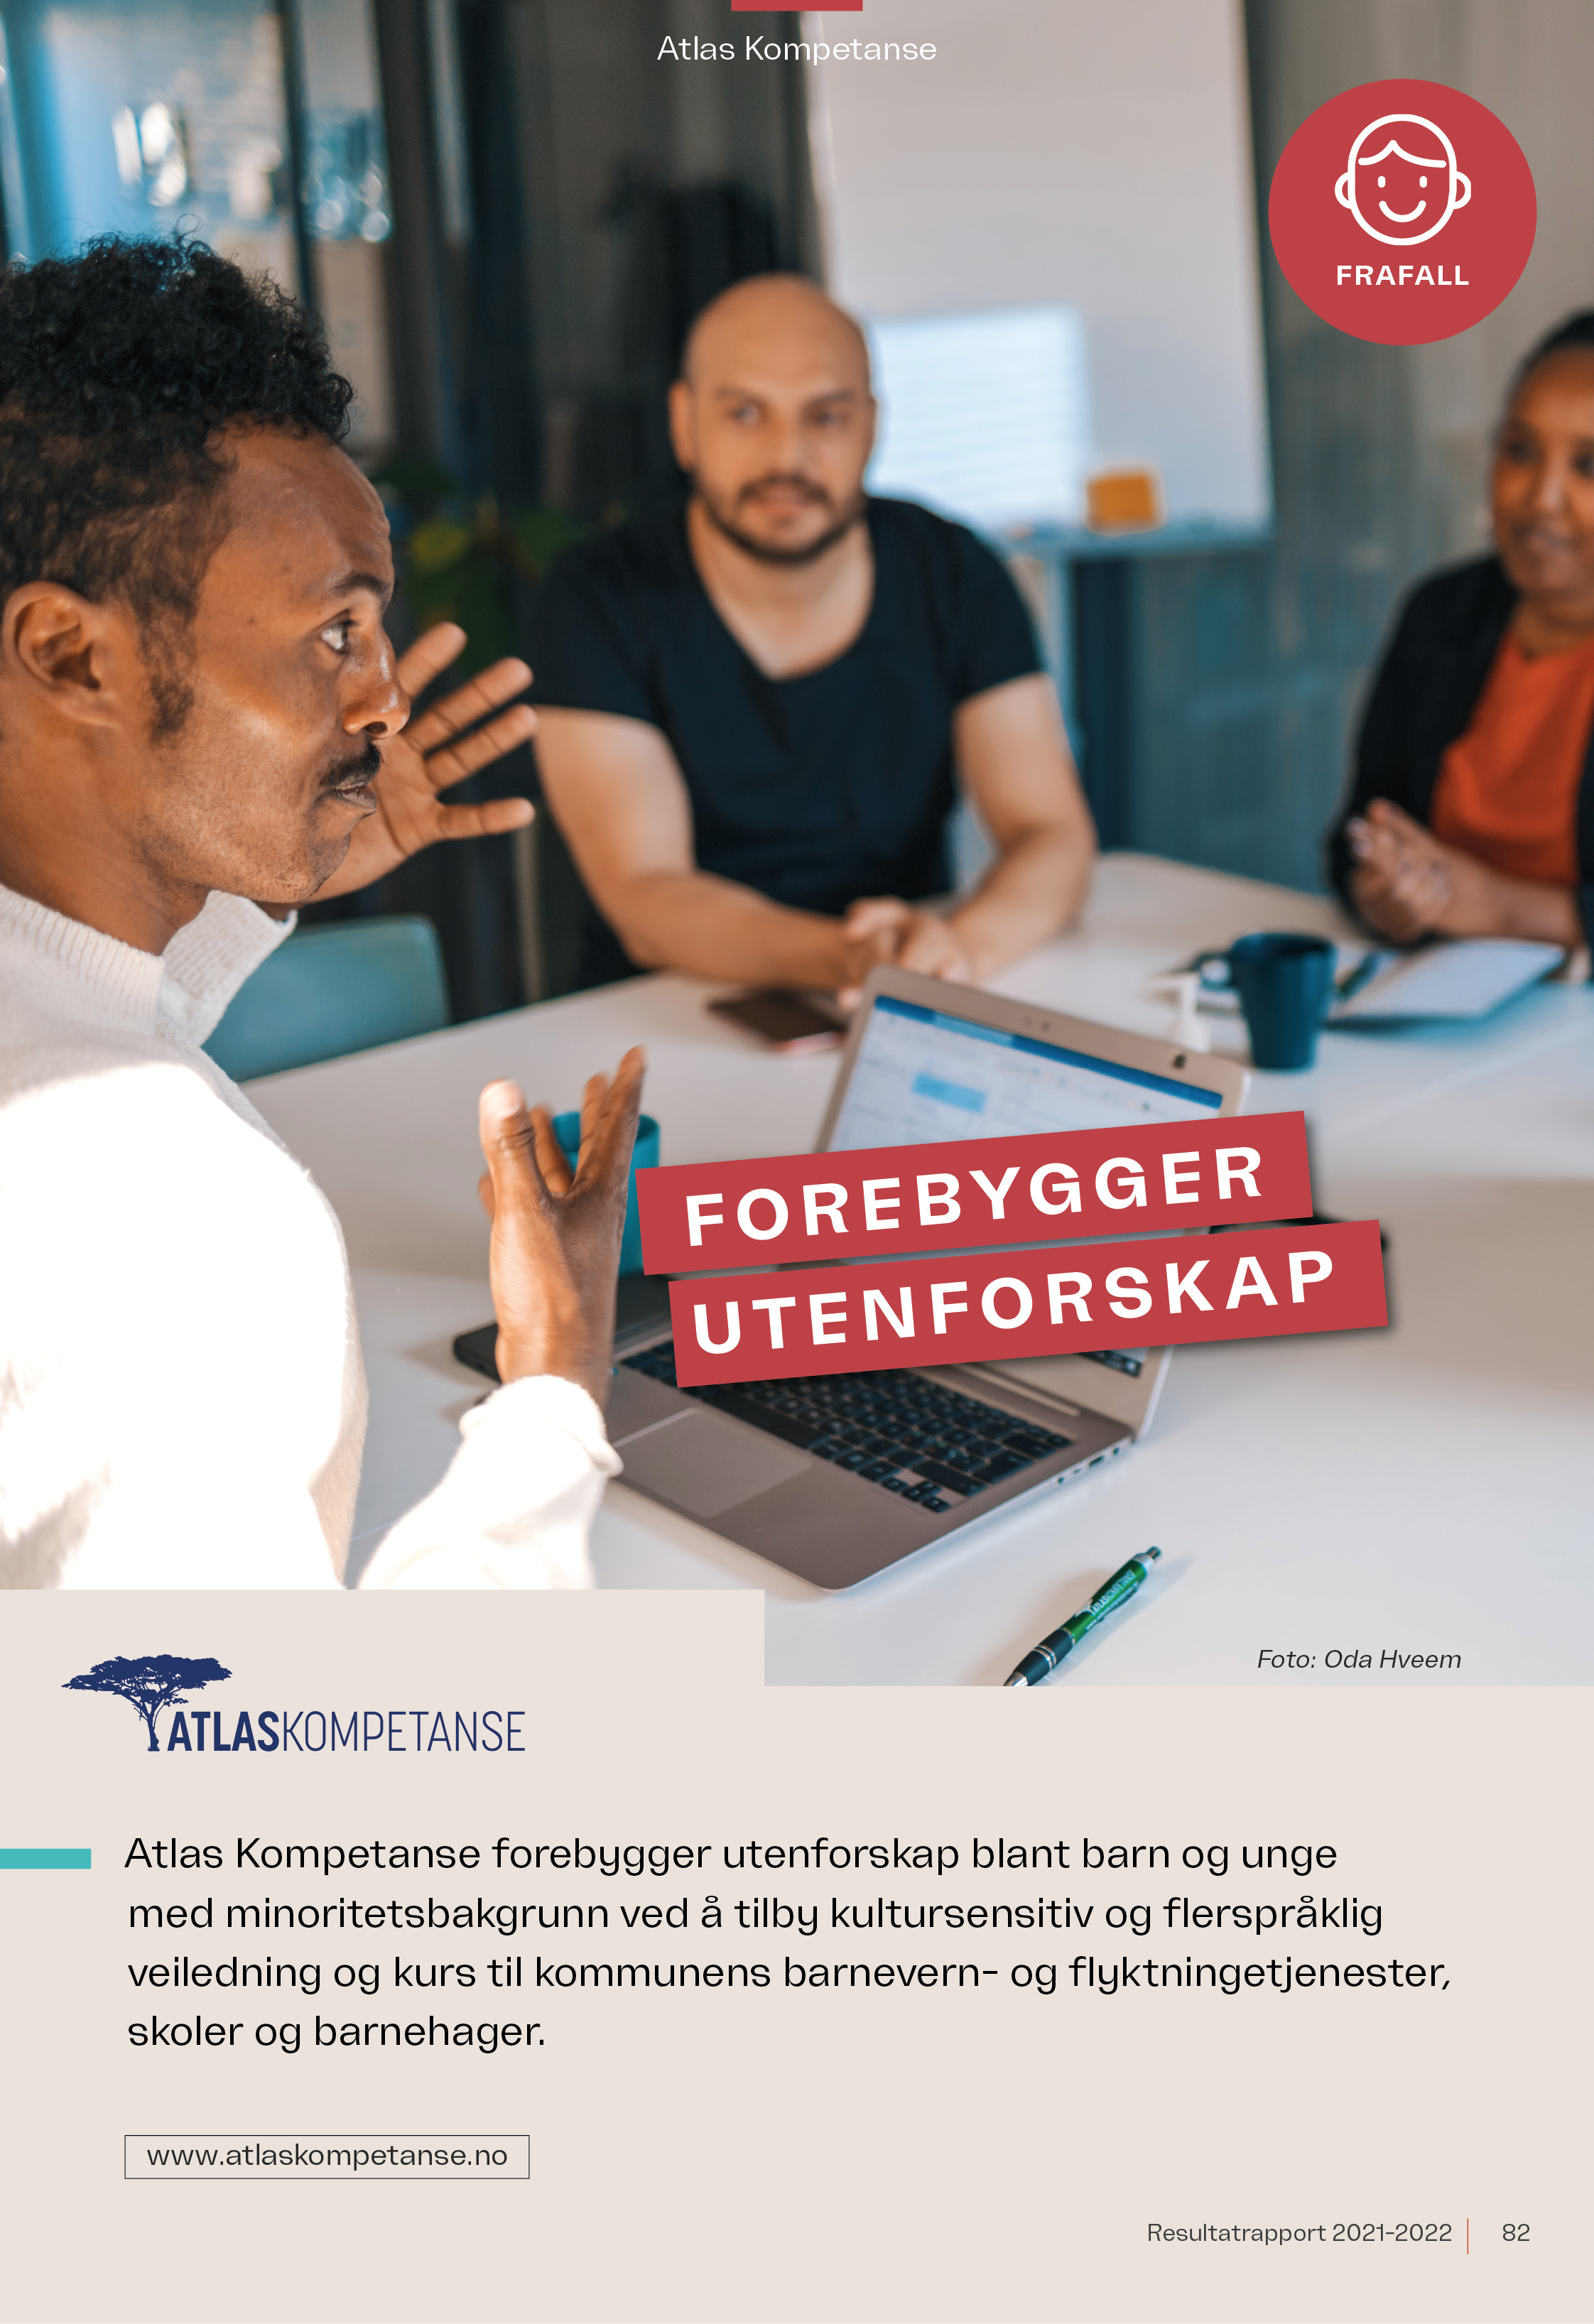 Atlas Kompetanse
FRAFALL
FOREBYGGER
UTENFORSKAP
Foto: Oda Hveem
ATLASKOMPETANSE
Atlas Kompetanse forebygger utenforskap blant barn og unge
med minoritetsbakgrunn ved å tilby kultursensitiv og flerspråklig
veiledning og kurs til kommunens barnevern- og flyktningetjenester,
skoler og barnehager.
www.atlaskompetanse.no
Resultatrapport 2021-2022
82